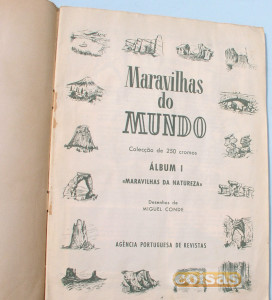 Maravilhas
do
MUNDO
Colecção de 200 cromos
ÁLBUM I
«MARAVILHAS DA NATUREZA»
Desenhos de
MIGUEL CONDE
AGÊNCIA PORTUGUESA DE REVISTAS
coisas